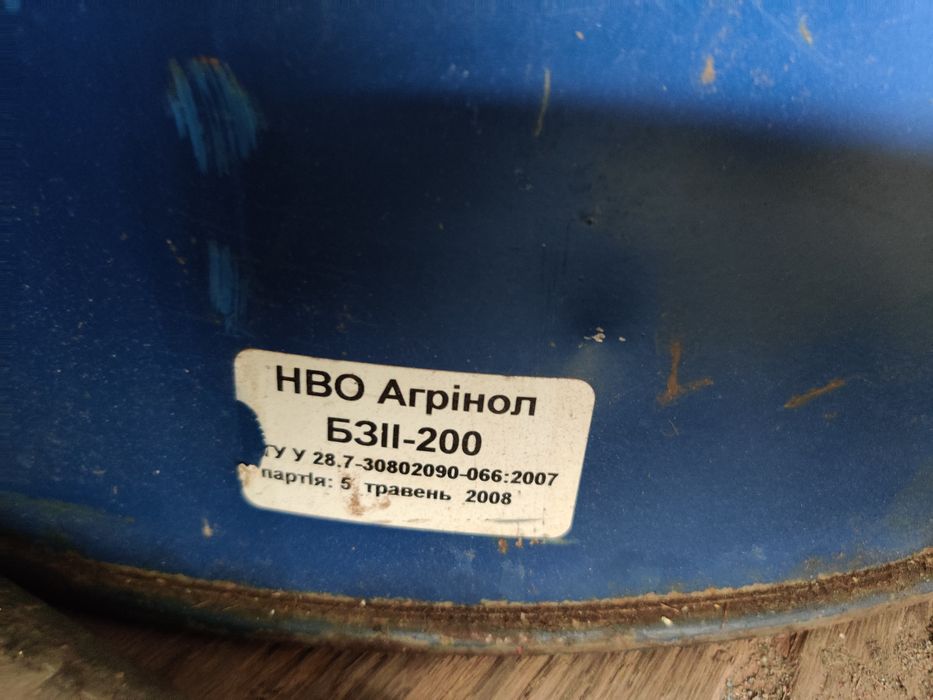 НВО Агрінол
БЗІІ-200
ТУ У 28.7-30802090-066:2007
партія: 5 травень 2008